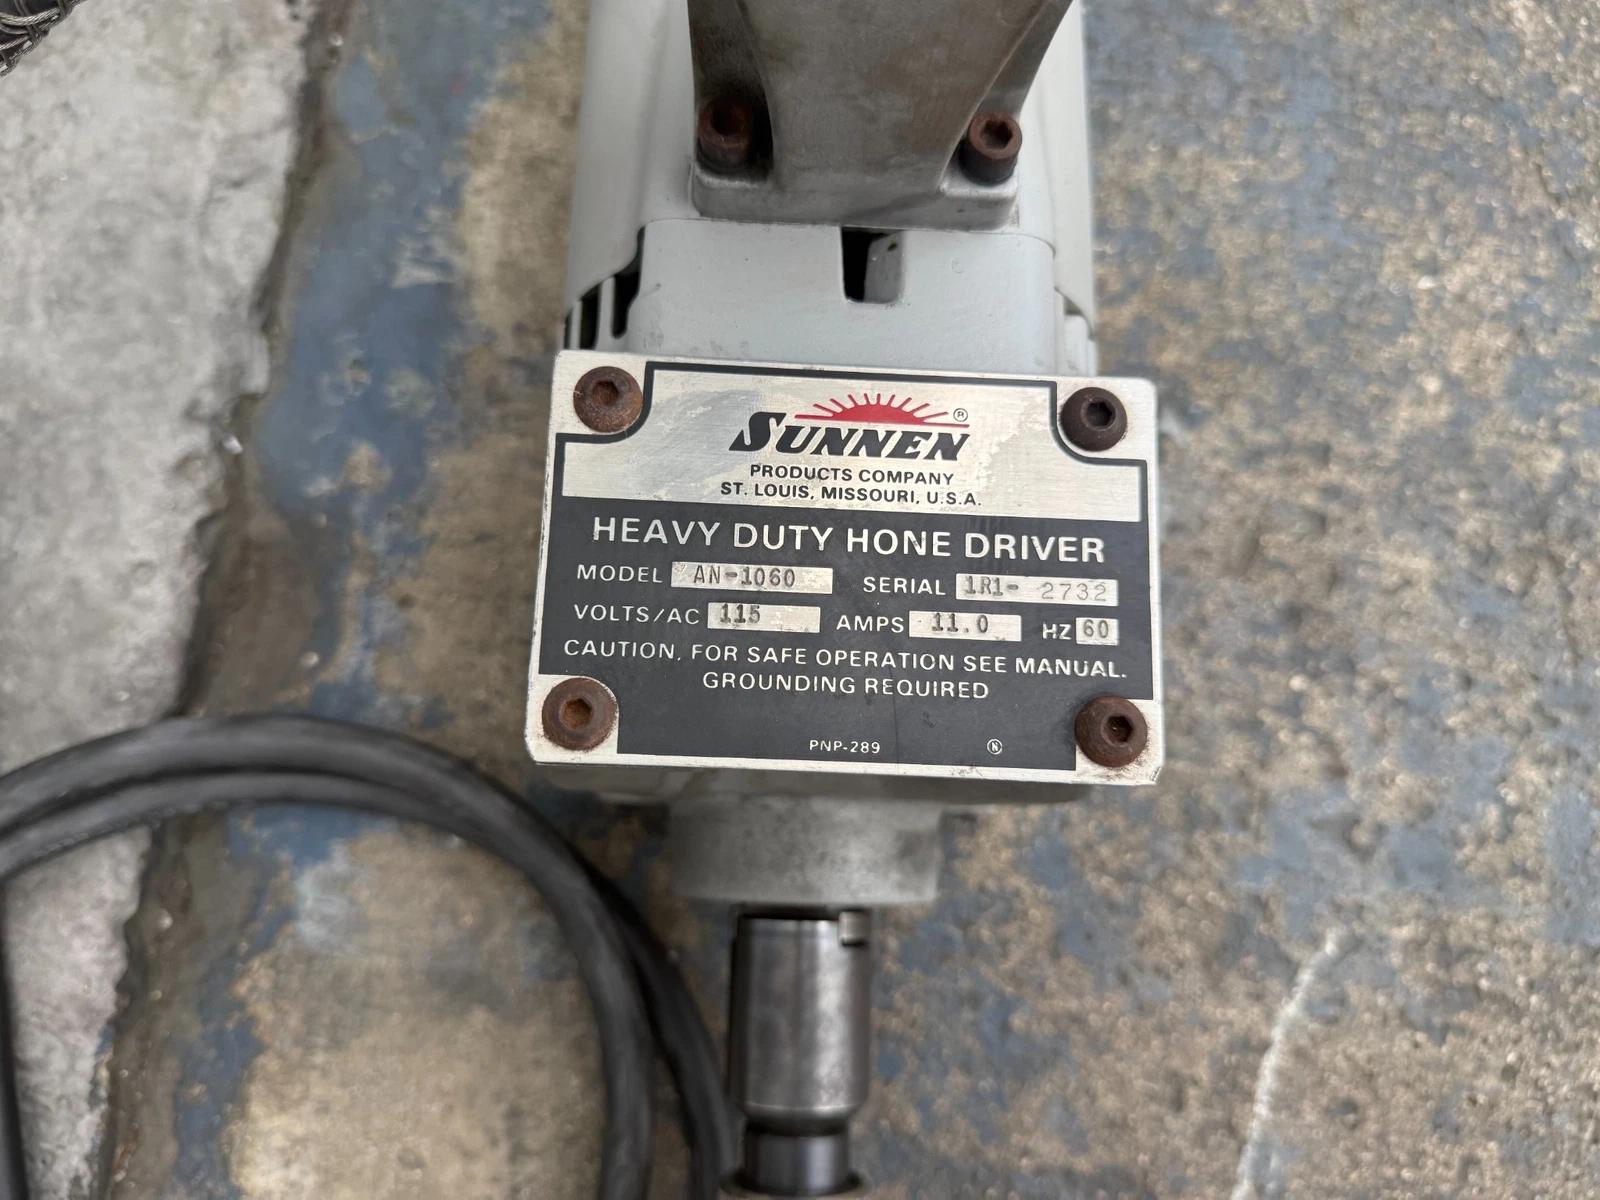 SUNNEN ®
PRODUCTS COMPANY
ST. LOUIS, MISSOURI, U.S.A.
HEAVY DUTY HONE DRIVER
MODEL AN-1060 SERIAL 1R1- 2732
VOLTS/AC 115 AMPS 11.0 HZ 60
CAUTION, FOR SAFE OPERATION SEE MANUAL.
GROUNDING REQUIRED
PNP-289 Ⓝ